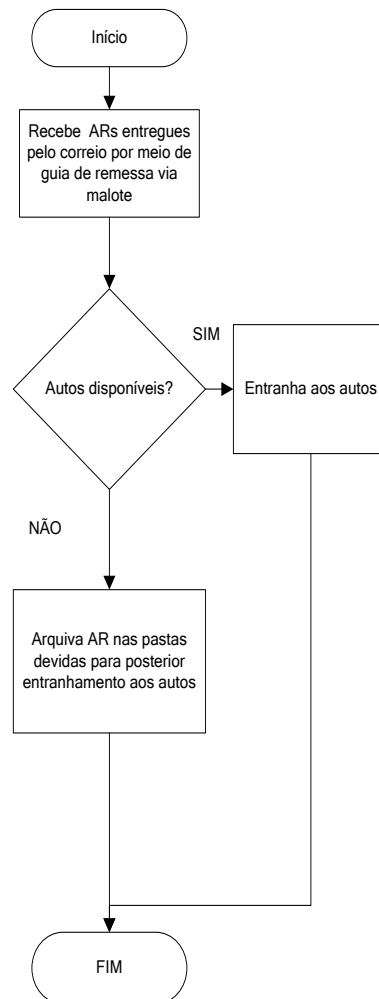 Início
Recebe ARs entregues
pelo correio por meio de
guia de remessa via
malote
SIM
Autos disponíveis?
Entranha aos autos
NÃO
Arquiva AR nas pastas
devidas para posterior
entranhamento aos autos
FIM